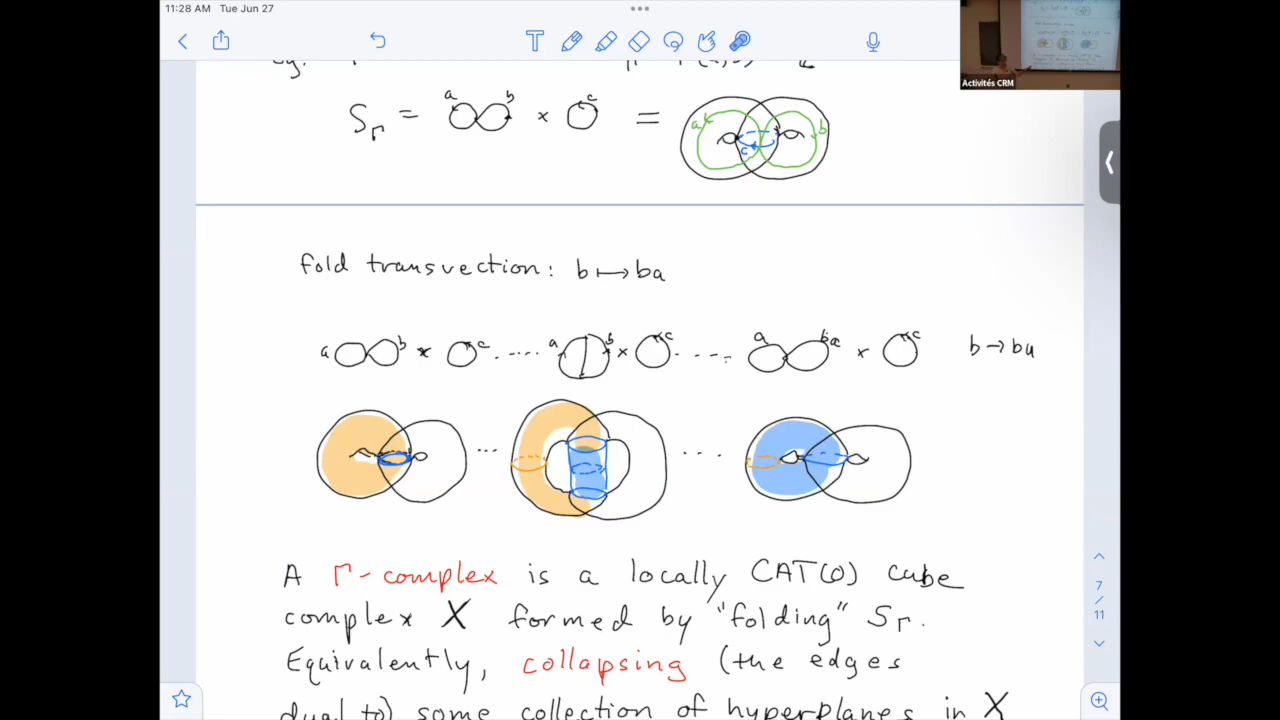 11:28 AM Tue Jun 27
Activités CRM
a b c
S_Γ = × =
a b c
fold transvection: b ⟼ ba
a b × c ..... a b × c ..... a ba × c b → ba
... ...
A Γ-complex is a locally CAT(0) cube
complex X formed by "folding" S_Γ.
Equivalently, collapsing (the edges
dual to) some collection of hyperplanes in X
7
/
11